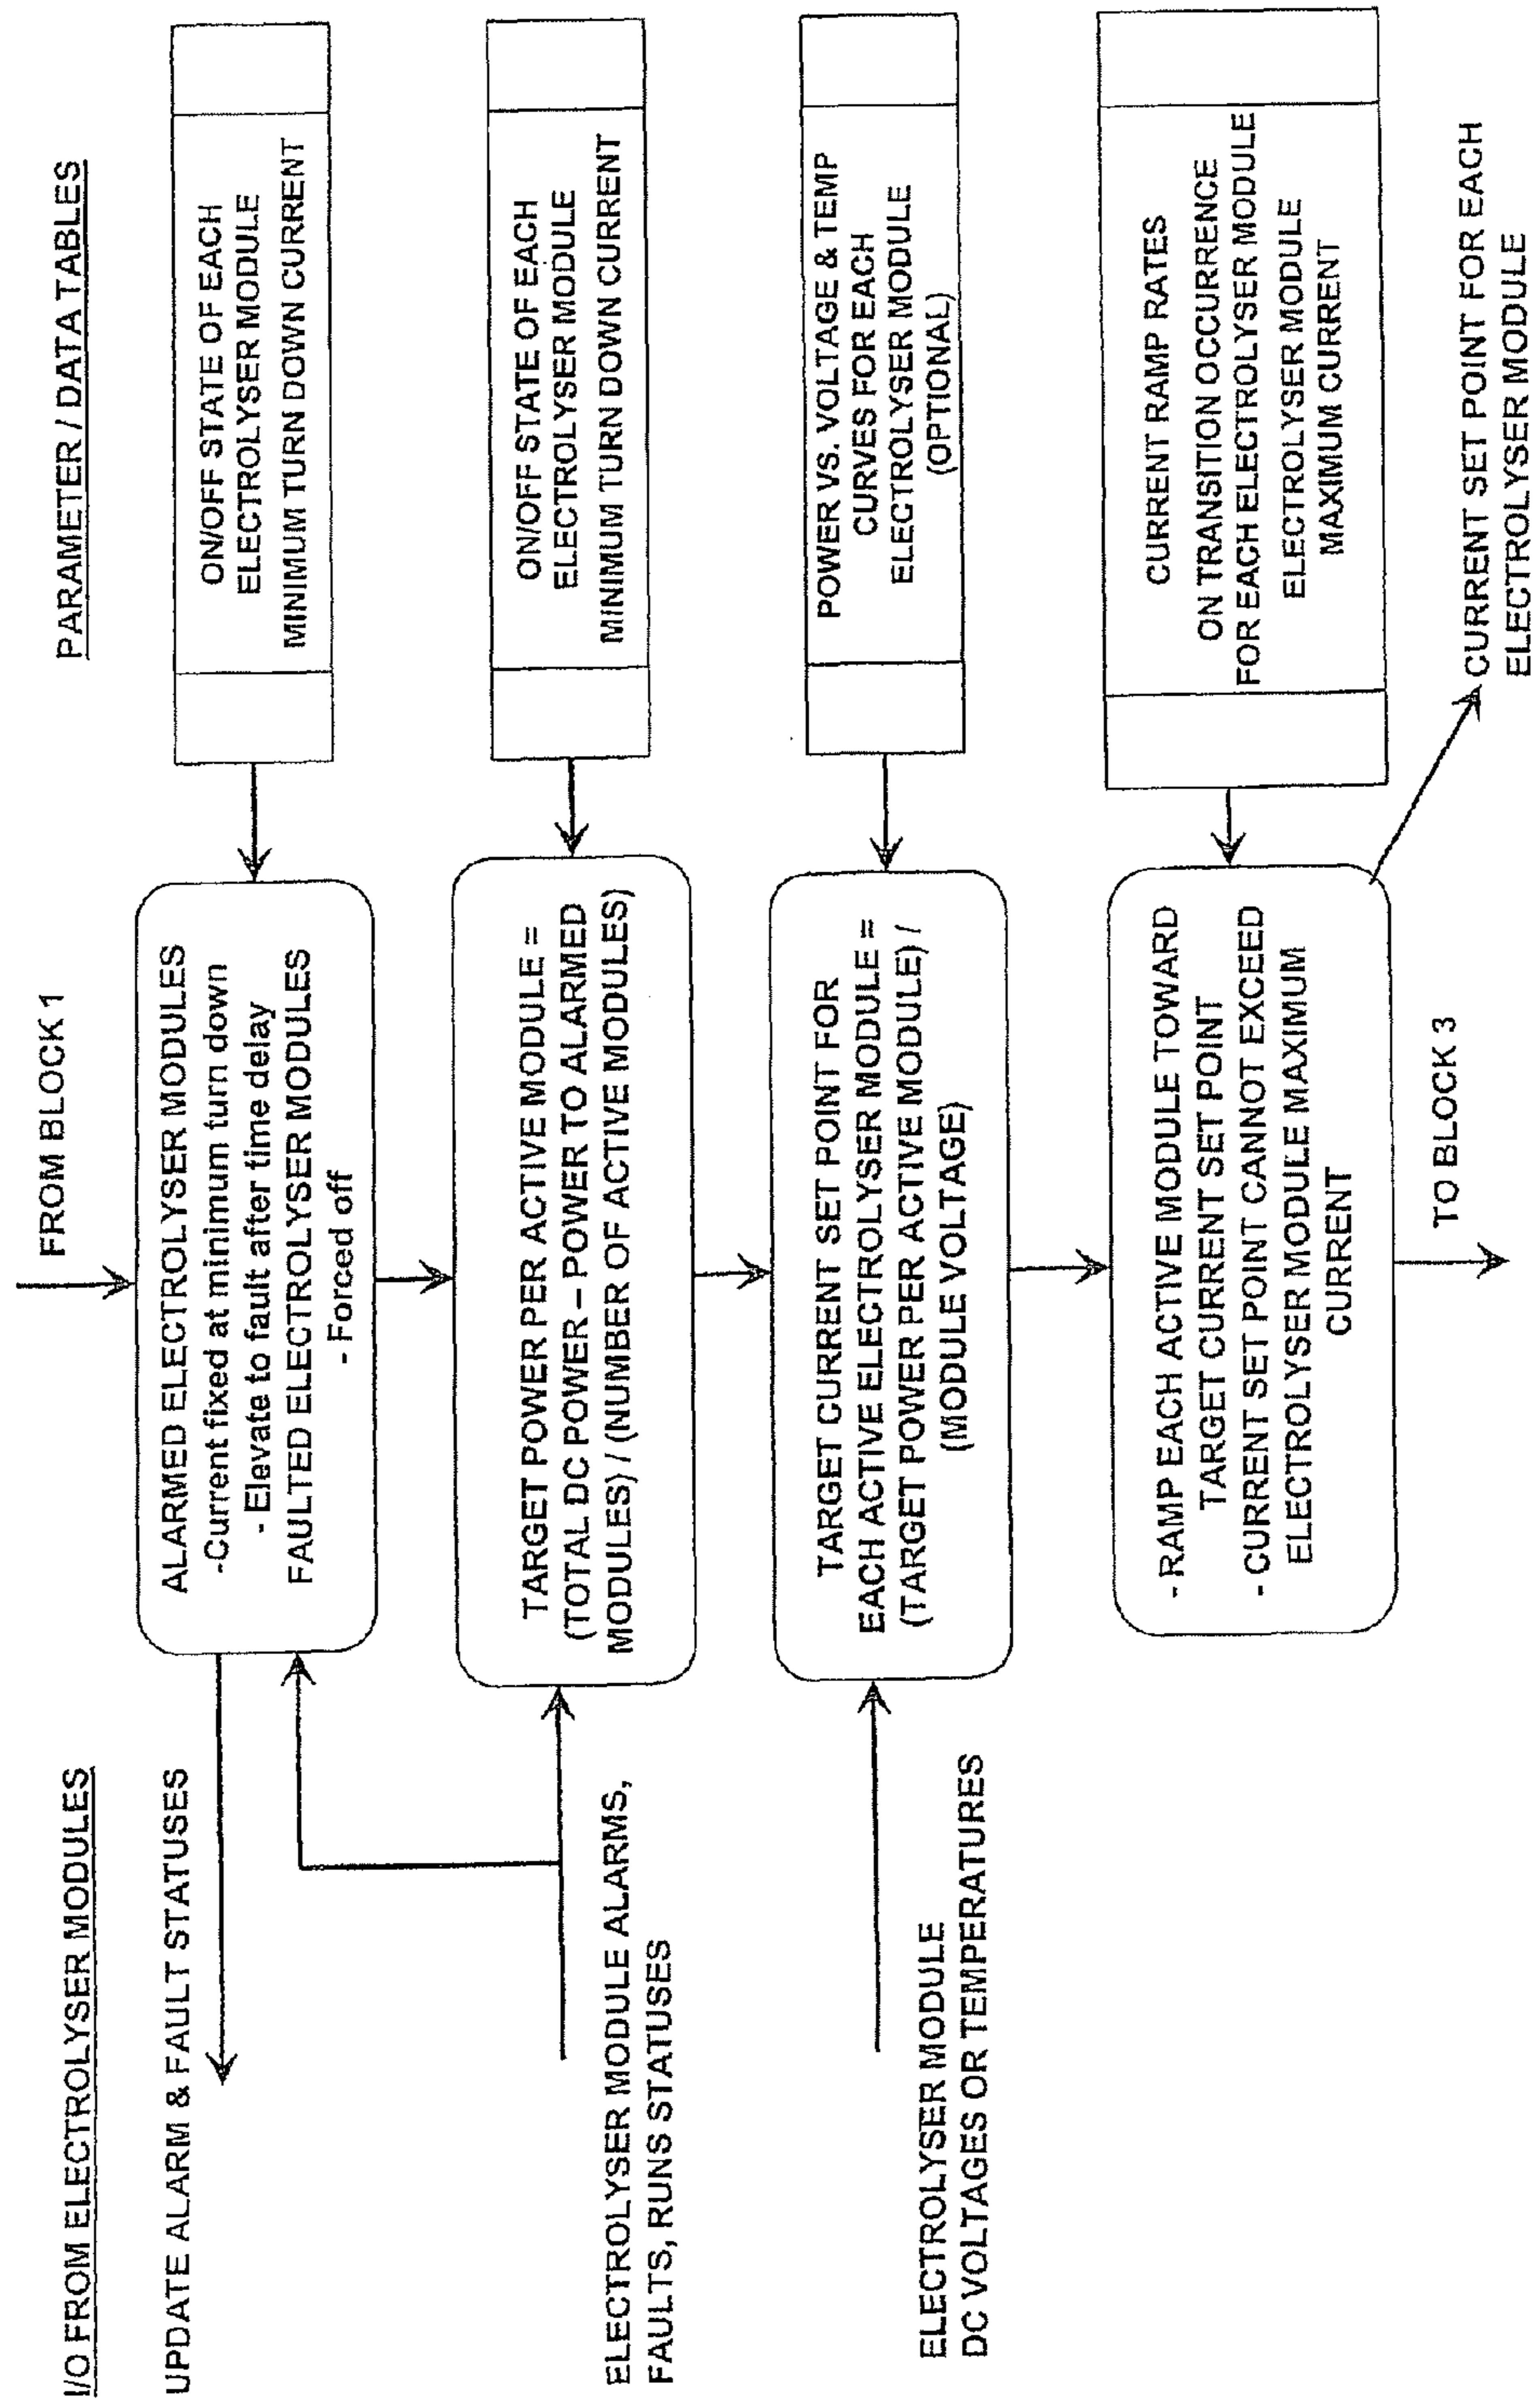 I/O FROM ELECTROLYSER MODULES
FROM BLOCK 1
PARAMETER / DATA TABLES
UPDATE ALARM & FAULT STATUSES
ALARMED ELECTROLYSER MODULES
-Current fixed at minimum turn down
- Elevate to fault after time delay
FAULTED ELECTROLYSER MODULES
- Forced off
ON/OFF STATE OF EACH
ELECTROLYSER MODULE
MINIMUM TURN DOWN CURRENT
ELECTROLYSER MODULE ALARMS,
FAULTS, RUNS STATUSES
TARGET POWER PER ACTIVE MODULE =
(TOTAL DC POWER – POWER TO ALARMED
MODULES) / (NUMBER OF ACTIVE MODULES)
ON/OFF STATE OF EACH
ELECTROLYSER MODULE
MINIMUM TURN DOWN CURRENT
ELECTROLYSER MODULE
DC VOLTAGES OR TEMPERATURES
TARGET CURRENT SET POINT FOR
EACH ACTIVE ELECTROLYSER MODULE =
(TARGET POWER PER ACTIVE MODULE) /
(MODULE VOLTAGE)
POWER VS. VOLTAGE & TEMP
CURVES FOR EACH
ELECTROLYSER MODULE
(OPTIONAL)
- RAMP EACH ACTIVE MODULE TOWARD
TARGET CURRENT SET POINT
- CURRENT SET POINT CANNOT EXCEED
ELECTROLYSER MODULE MAXIMUM
CURRENT
CURRENT RAMP RATES
ON TRANSITION OCCURRENCE
FOR EACH ELECTROLYSER MODULE
ELECTROLYSER MODULE
MAXIMUM CURRENT
TO BLOCK 3
CURRENT SET POINT FOR EACH
ELECTROLYSER MODULE